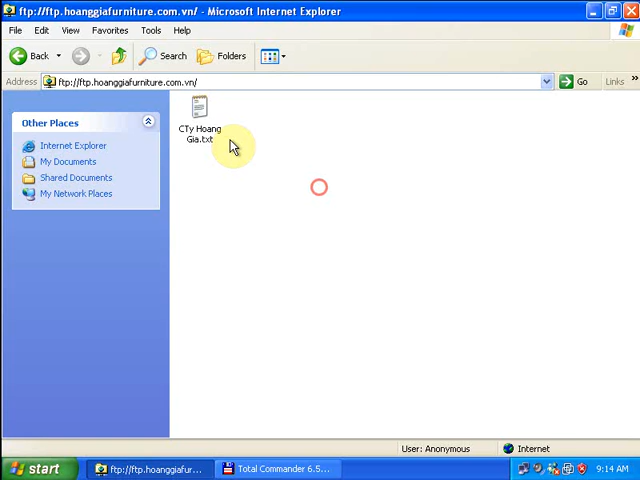 ftp://ftp.hoanggiafurniture.com.vn/ - Microsoft Internet Explorer
File Edit View Favorites Tools Help
Back Search Folders
Address ftp://ftp.hoanggiafurniture.com.vn/ Go Links »
Other Places
Internet Explorer
My Documents
Shared Documents
My Network Places
CTy Hoang
Gia.txt
User: Anonymous Internet
start ftp://ftp.hoanggiafur... Total Commander 6.5... 9:14 AM